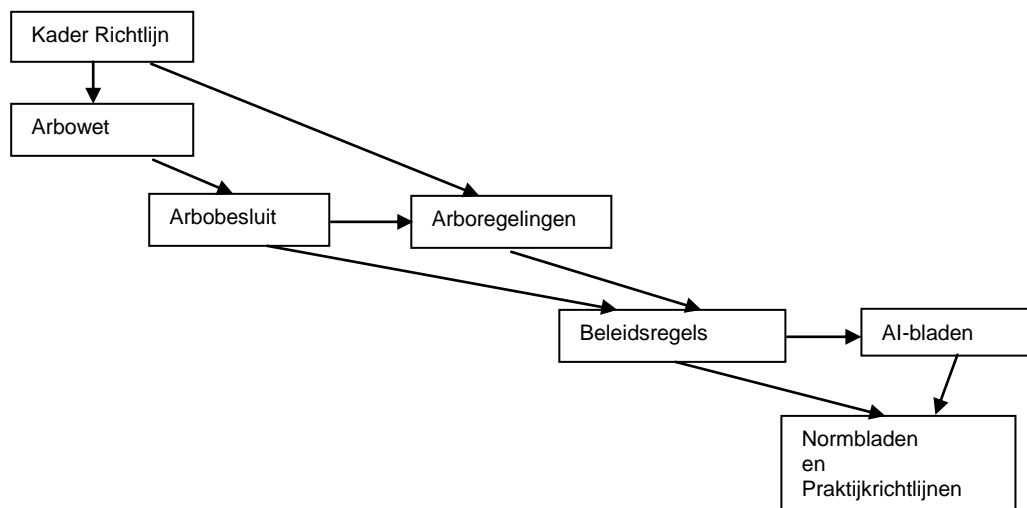 Kader Richtlijn
Arbowet
Arbobesluit
Arboregelingen
Beleidsregels
AI-bladen
Normbladen
en
Praktijkrichtlijnen